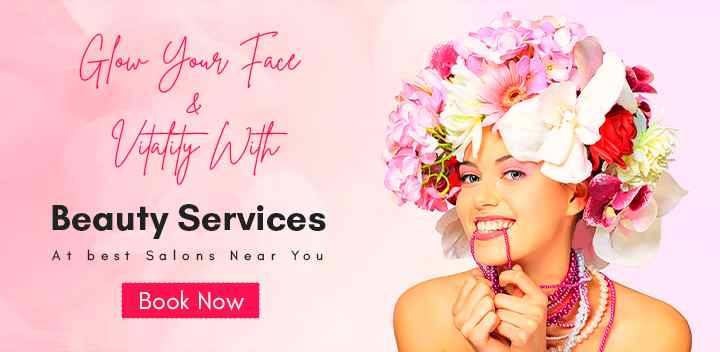 Glow Your Face
&
Vitality With
Beauty Services
At best Salons Near You
Book Now